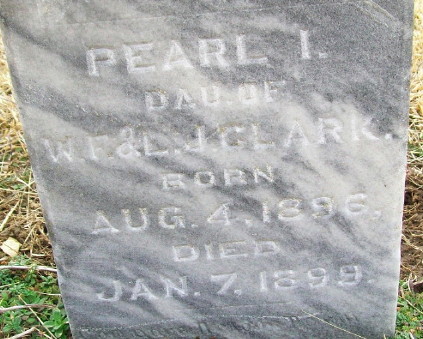 PEARL I.
DAU. OF
W. F. & L. J. CLARK.
BORN
AUG. 4, 1896,
DIED
JAN. 7. 1899.